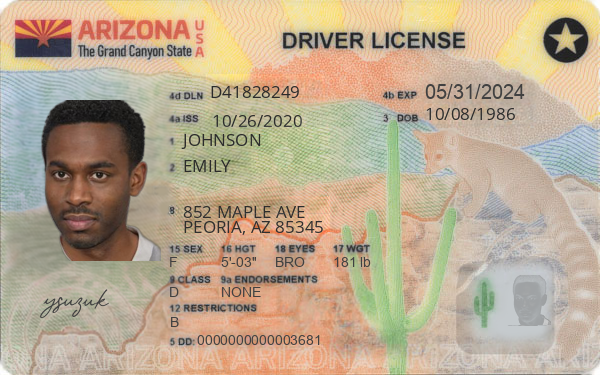 ARIZONA USA
The Grand Canyon State
DRIVER LICENSE
4d DLN D41828249
4b EXP 05/31/2024
4a ISS 10/26/2020
3 DOB 10/08/1986
1 JOHNSON
2 EMILY
8 852 MAPLE AVE
PEORIA, AZ 85345
15 SEX 16 HGT 18 EYES 17 WGT
F 5'-03" BRO 181 lb
9 CLASS 9a ENDORSEMENTS
D NONE
12 RESTRICTIONS
B
5 DD: 0000000000003681
ysuzuk
ARIZONA ARIZONA ARIZONA ARIZONA